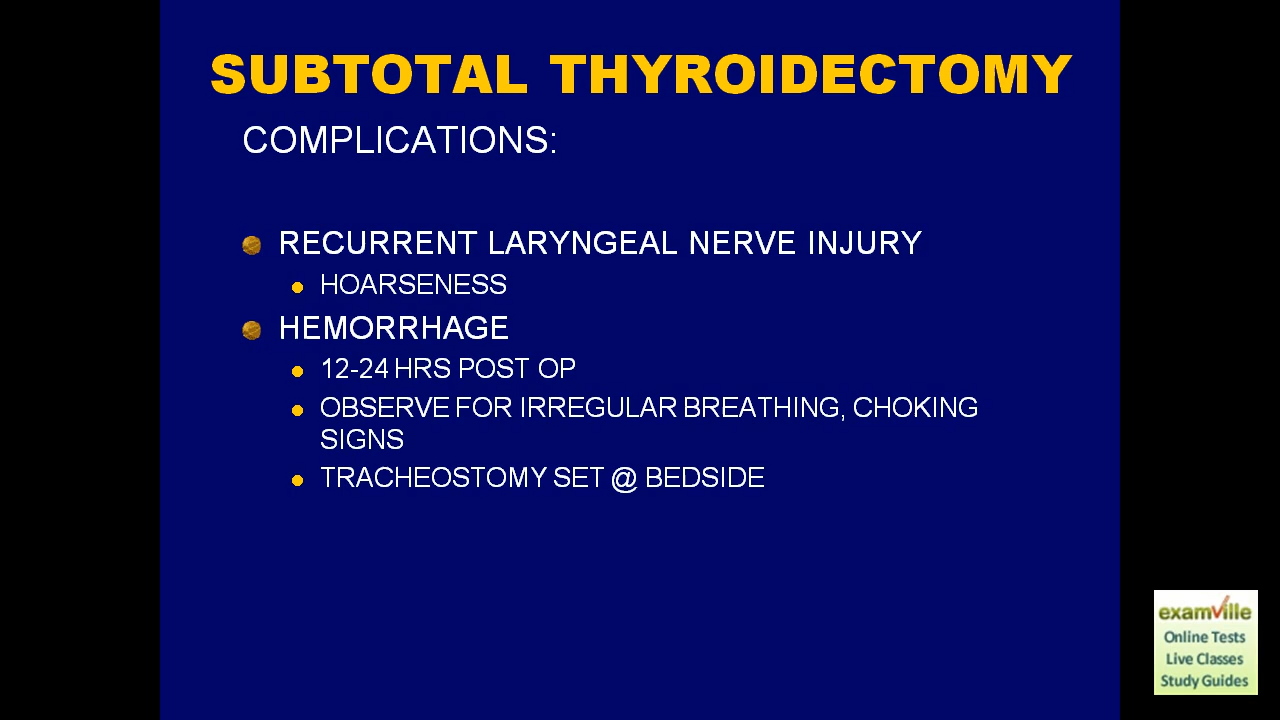 SUBTOTAL THYROIDECTOMY
COMPLICATIONS:
RECURRENT LARYNGEAL NERVE INJURY
HOARSENESS
HEMORRHAGE
12-24 HRS POST OP
OBSERVE FOR IRREGULAR BREATHING, CHOKING
SIGNS
TRACHEOSTOMY SET @ BEDSIDE
examville
Online Tests
Live Classes
Study Guides